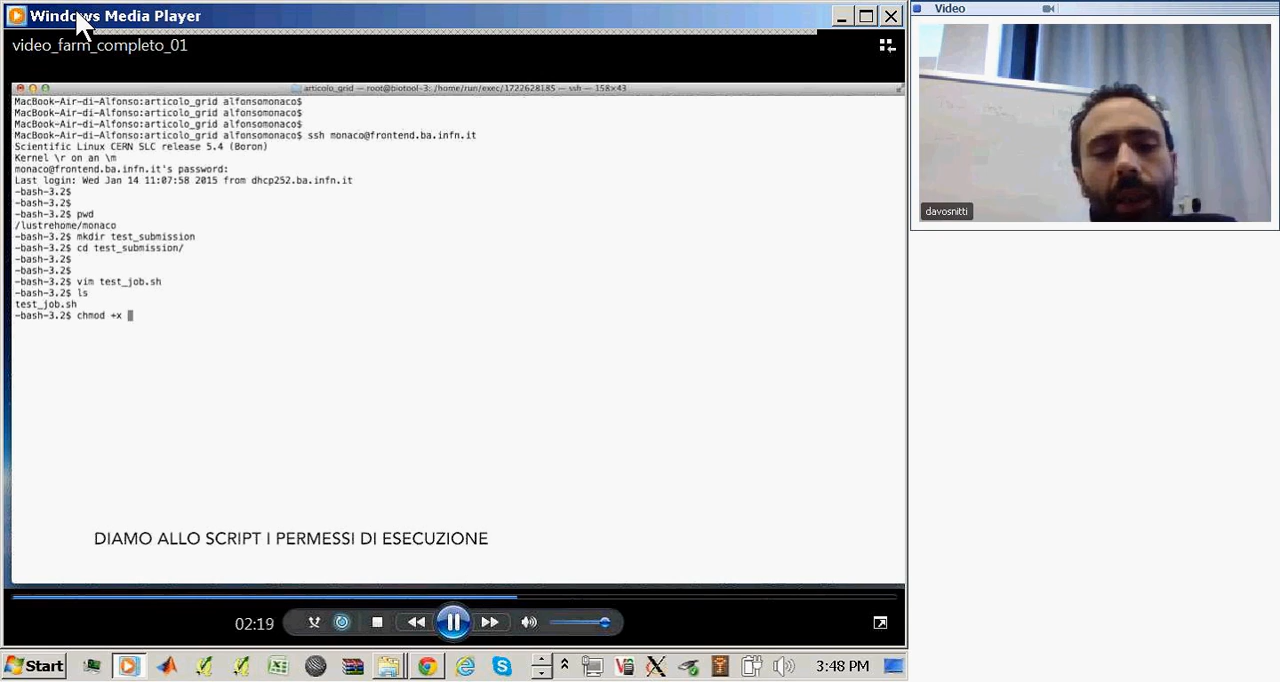 Windows Media Player
video_farm_completo_01
articolo_grid — root@biotool-3: /home/run/exec/1722628185 — ssh — 158×43
MacBook-Air-di-Alfonso:articolo_grid alfonsomonaco$
MacBook-Air-di-Alfonso:articolo_grid alfonsomonaco$
MacBook-Air-di-Alfonso:articolo_grid alfonsomonaco$
MacBook-Air-di-Alfonso:articolo_grid alfonsomonaco$ ssh monaco@frontend.ba.infn.it
Scientific Linux CERN SLC release 5.4 (Boron)
Kernel \r on an \m
monaco@frontend.ba.infn.it's password:
Last login: Wed Jan 14 11:07:58 2015 from dhcp252.ba.infn.it
-bash-3.2$
-bash-3.2$
-bash-3.2$ pwd
/lustrehome/monaco
-bash-3.2$ mkdir test_submission
-bash-3.2$ cd test_submission/
-bash-3.2$
-bash-3.2$
-bash-3.2$ vim test_job.sh
-bash-3.2$ ls
test_job.sh
-bash-3.2$ chmod +x
DIAMO ALLO SCRIPT I PERMESSI DI ESECUZIONE
02:19
Start
3:48 PM
Video
davosnitti